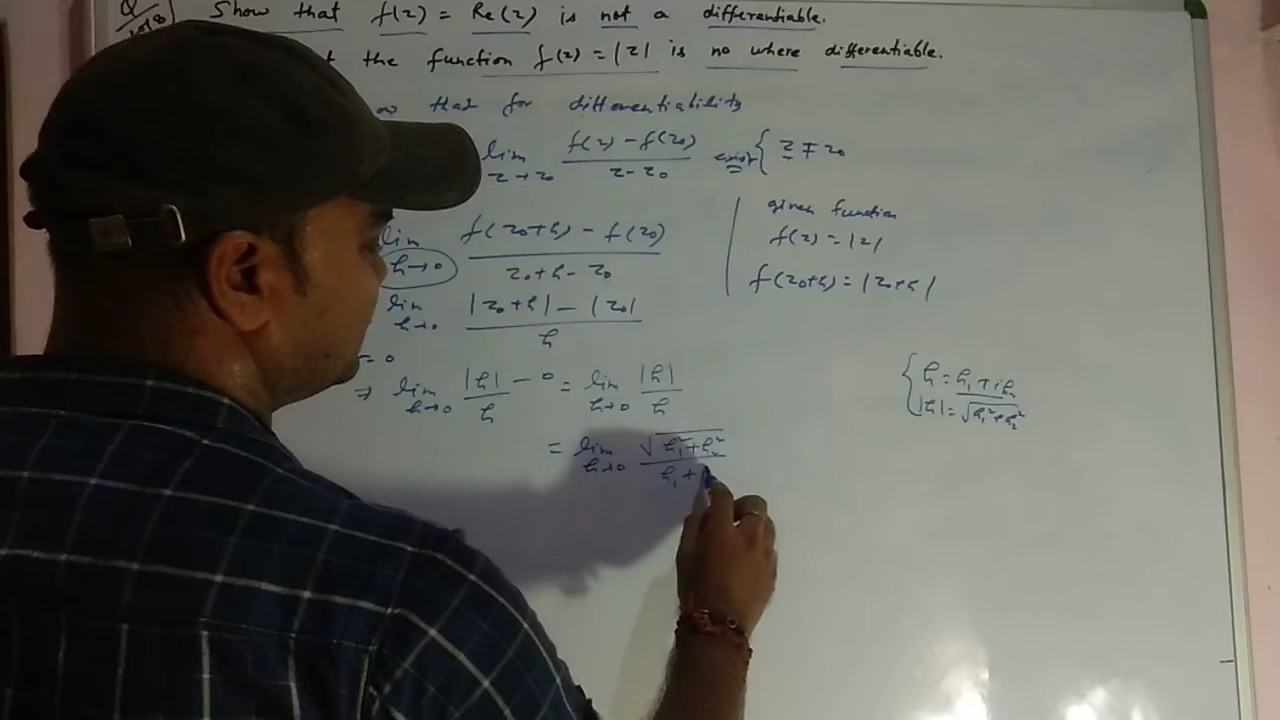 Q Show that f(z) = Re(z) is not a differentiable.
the function f(z) = |z| is no where differentiable.
that for differentiability
lim z→z₀ (f(z) - f(z₀))/(z - z₀) exist { z ≠ z₀
lim h→0 (f(z₀+h) - f(z₀))/(z₀+h-z₀)
given function
f(z) = |z|
f(z₀+h) = |z₀+h|
lim h→0 (|z₀+h| - |z₀|)/h
= 0
⇒ lim h→0 (|h| - 0)/h = lim h→0 |h|/h
{ h = h₁ + ih₂
|h| = √(h₁²+h₂²)
= lim h→0 √(h₁²+h₂²)/(h₁+